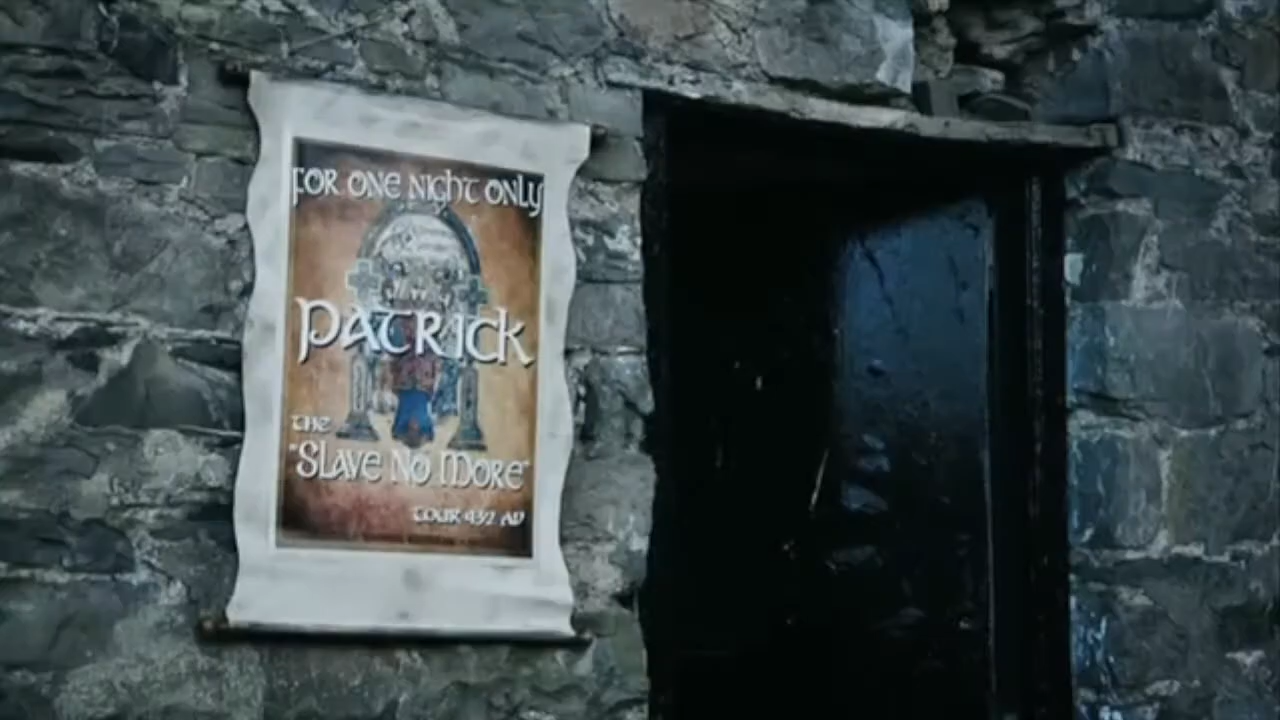 FOR ONE NIGHT ONLY
PATRICK
THE
"SLAVE NO MORE"
TOUR 432 AD